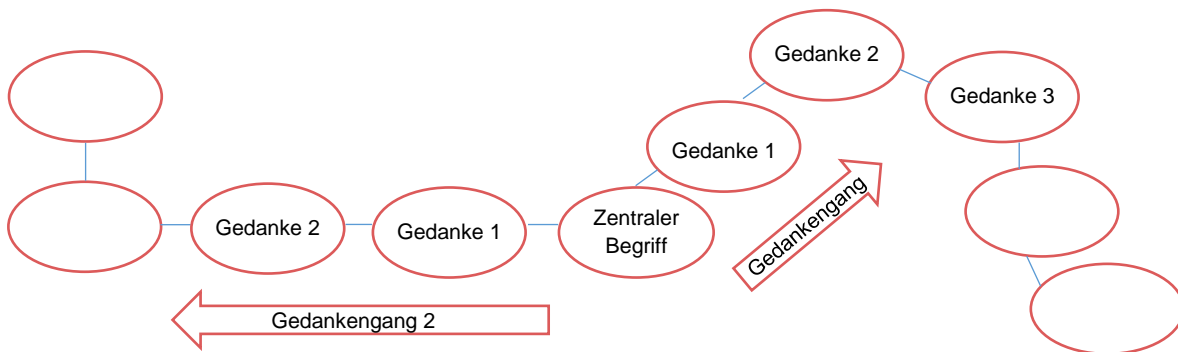 Gedanke 2
Gedanke 3
Gedanke 1
Gedanke 2
Gedanke 1
Zentraler
Begriff
Gedankengang
Gedankengang 2